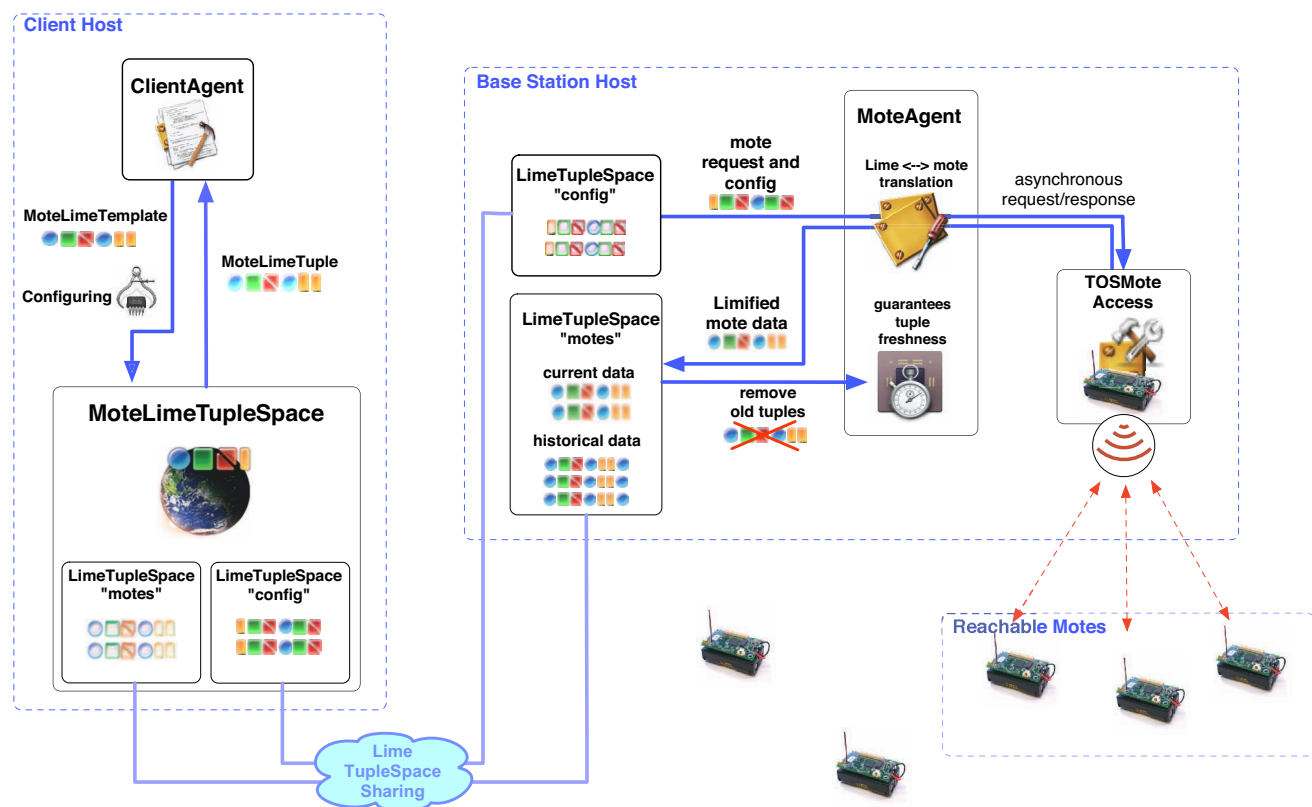 Client Host
ClientAgent
MoteLimeTemplate
MoteLimeTuple
Configuring
MoteLimeTupleSpace
LimeTupleSpace
"motes"
LimeTupleSpace
"config"
Lime
TupleSpace
Sharing
Base Station Host
LimeTupleSpace
"config"
mote
request and
config
MoteAgent
Lime <--> mote
translation
asynchronous
request/response
LimeTupleSpace
"motes"
current data
historical data
Limified
mote data
remove
old tuples
guarantees
tuple
freshness
TOSMote
Access
Reachable Motes